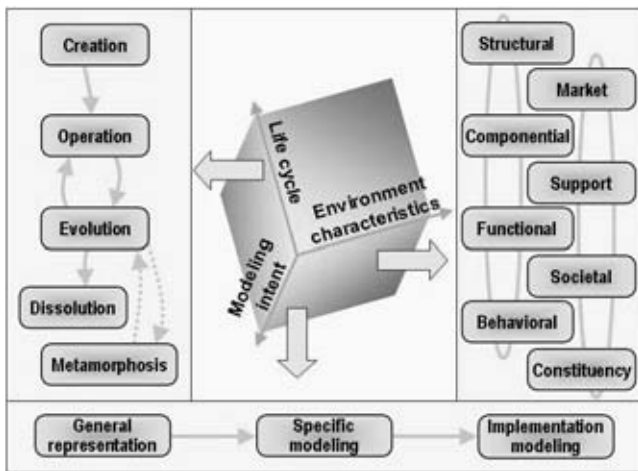 Creation
Operation
Evolution
Dissolution
Metamorphosis
Life cycle
Environment
characteristics
Modeling
intent
Structural
Market
Componential
Support
Functional
Societal
Behavioral
Constituency
General
representation
Specific
modeling
Implementation
modeling